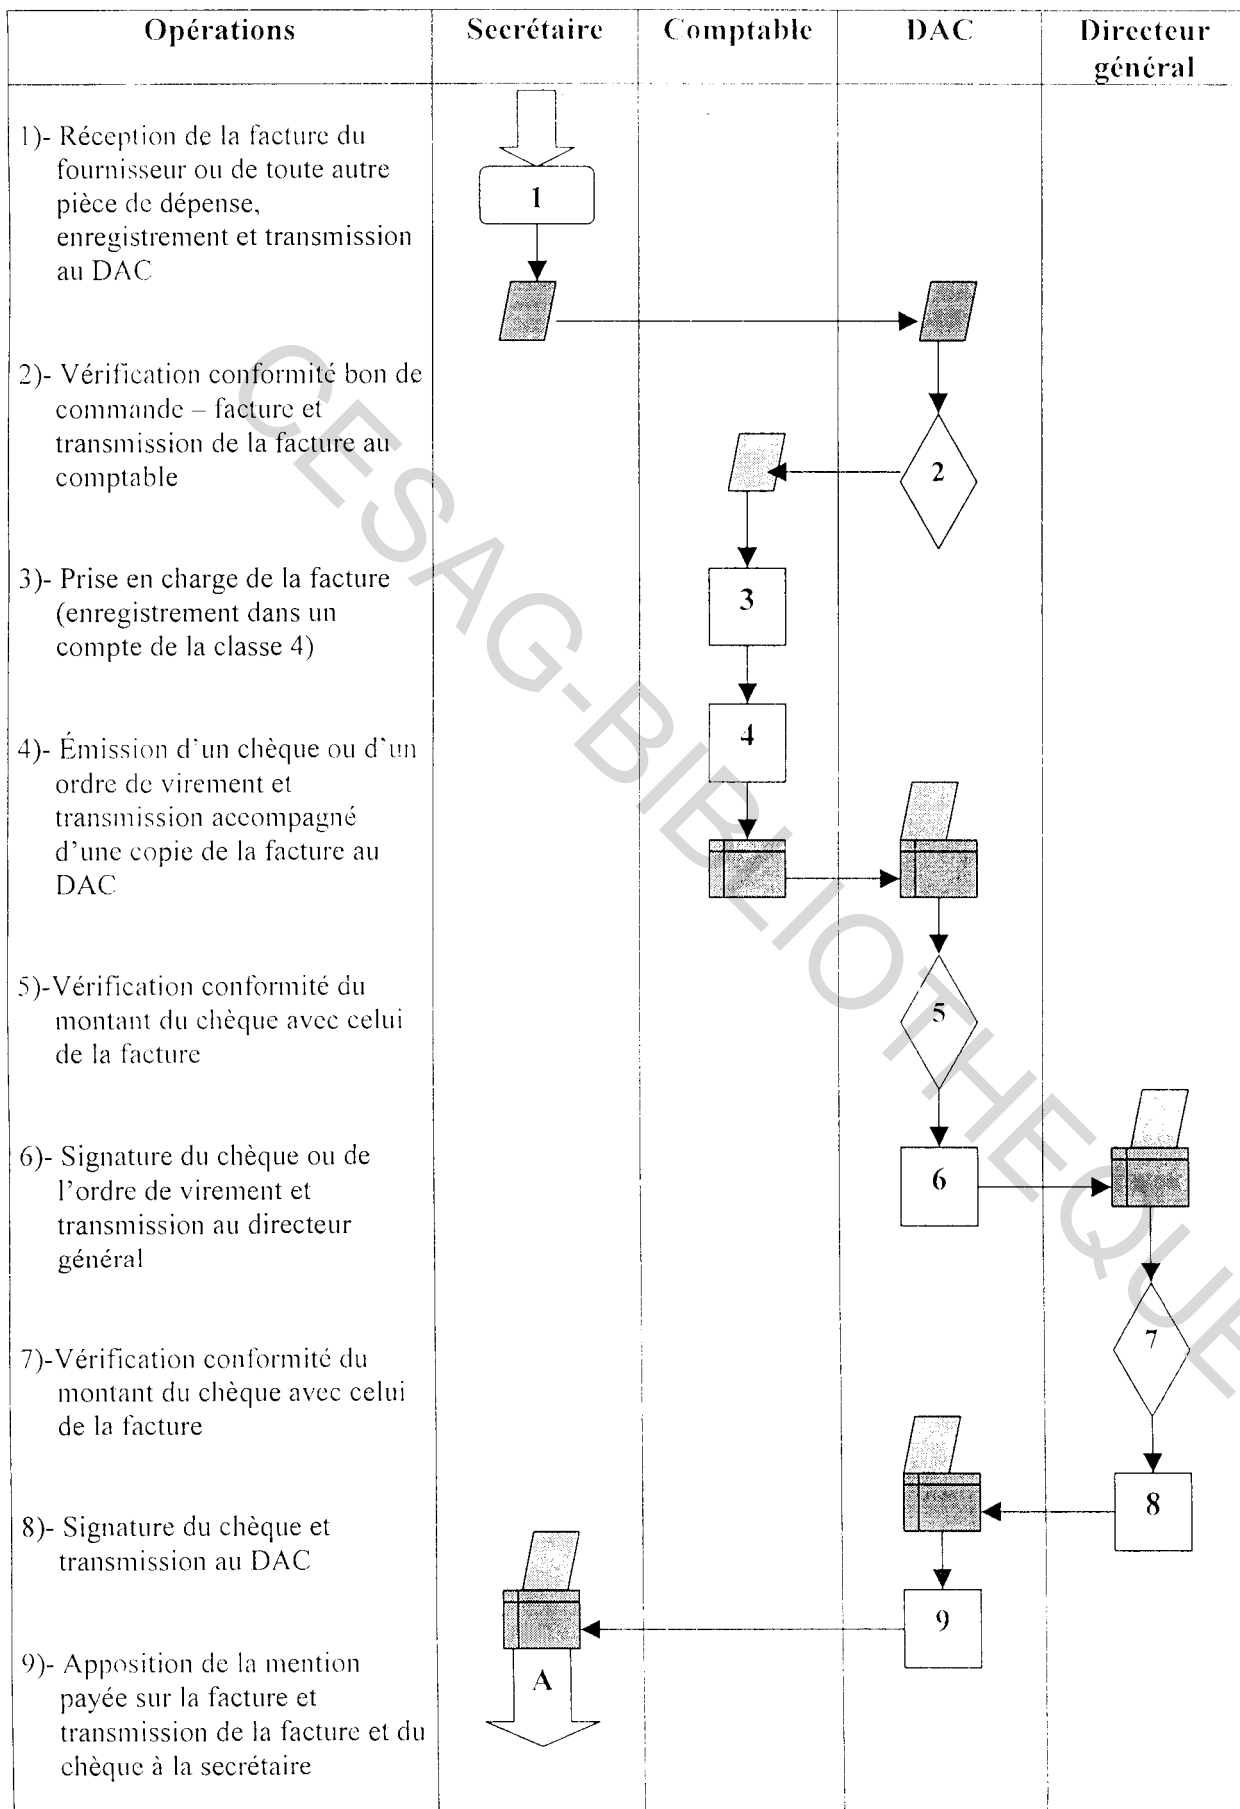 Opérations
Secrétaire
Comptable
DAC
Directeur
général
1)- Réception de la facture du
fournisseur ou de toute autre
pièce de dépense,
enregistrement et transmission
au DAC
1
2)- Vérification conformité bon de
commande – facture et
transmission de la facture au
comptable
2
3)- Prise en charge de la facture
(enregistrement dans un
compte de la classe 4)
3
4)- Émission d'un chèque ou d'un
ordre de virement et
transmission accompagné
d'une copie de la facture au
DAC
4
5)-Vérification conformité du
montant du chèque avec celui
de la facture
5
6)- Signature du chèque ou de
l'ordre de virement et
transmission au directeur
général
6
7)-Vérification conformité du
montant du chèque avec celui
de la facture
7
8)- Signature du chèque et
transmission au DAC
8
9)- Apposition de la mention
payée sur la facture et
transmission de la facture et du
chèque à la secrétaire
9
A
CESAG-BIBLIOTHEQUE